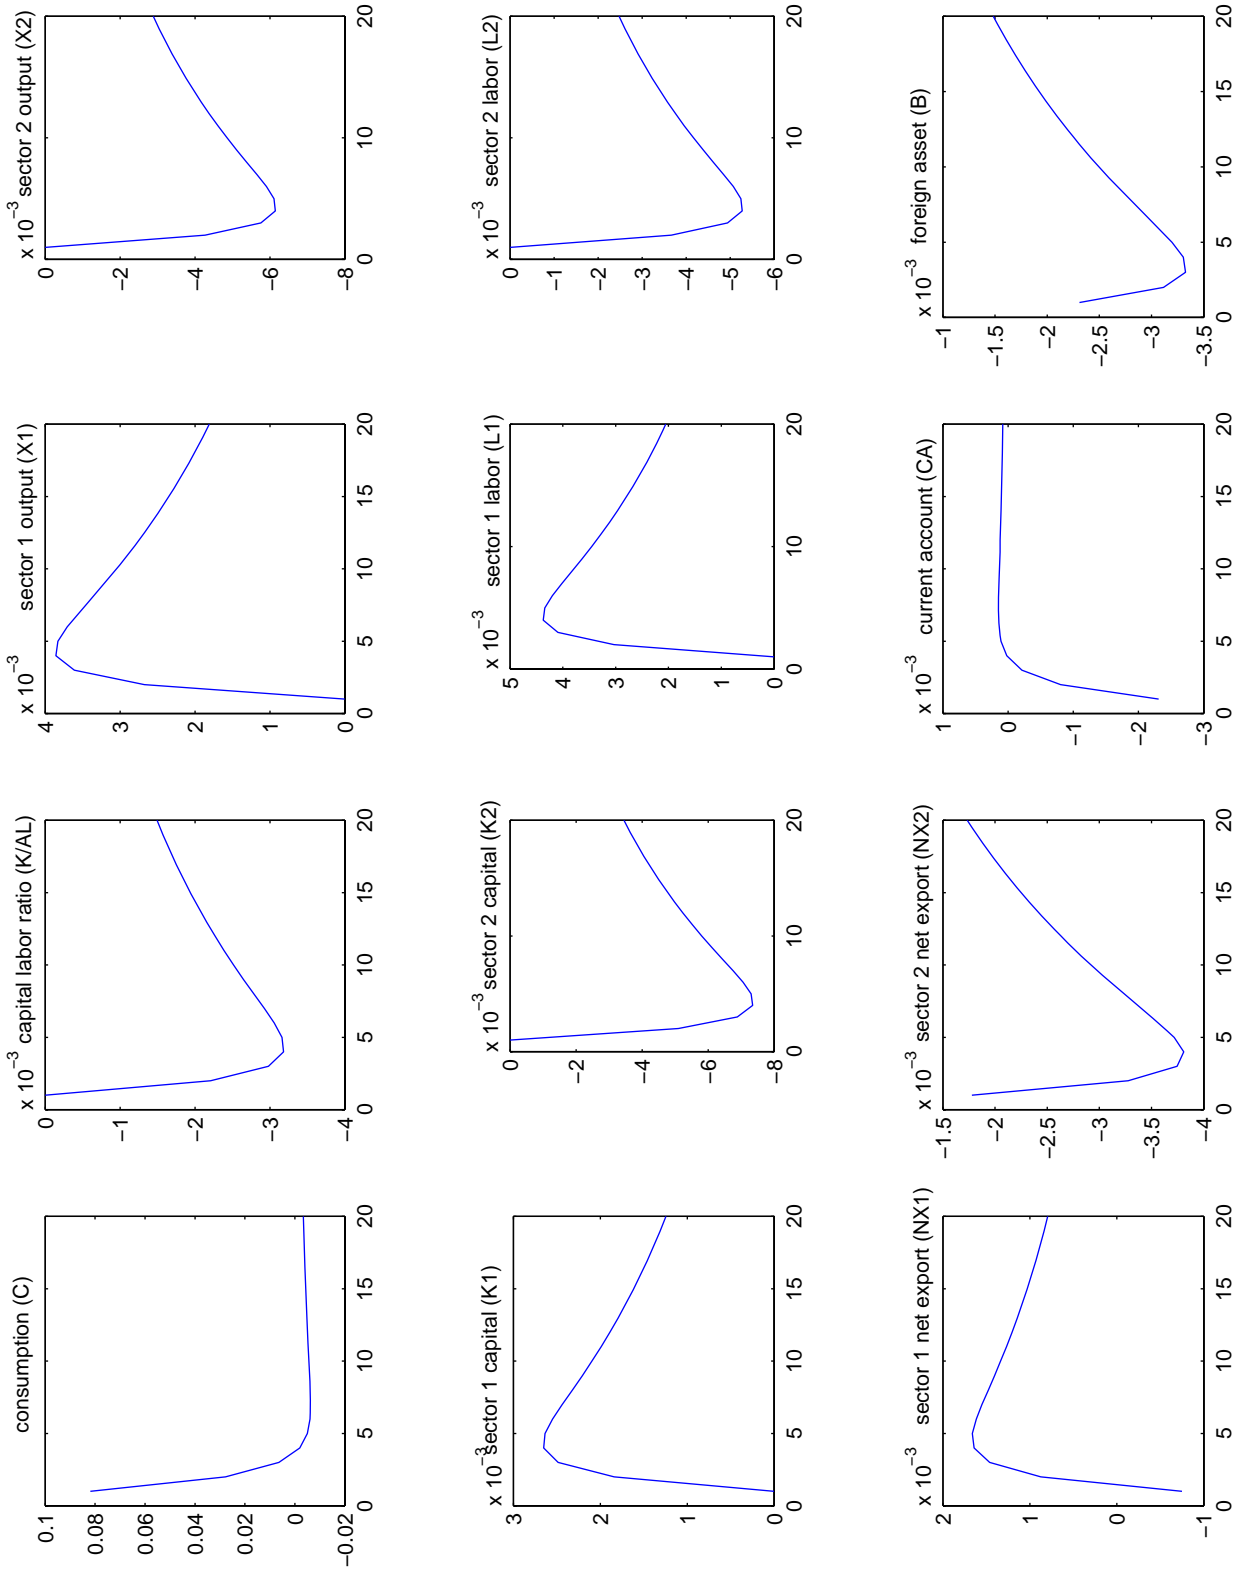 consumption (C)
0.1
0.08
0.06
0.04
0.02
0
−0.02
0 5 10 15 20
x 10⁻³ capital labor ratio (K/AL)
0
−1
−2
−3
−4
0 5 10 15 20
x 10⁻³ sector 1 output (X1)
4
3
2
1
0
0 5 10 15 20
x 10⁻³ sector 2 output (X2)
0
−2
−4
−6
−8
0 10 20
x 10⁻³ sector 1 capital (K1)
3
2
1
0
0 5 10 15 20
x 10⁻³ sector 2 capital (K2)
0
−2
−4
−6
−8
0 10 20
x 10⁻³ sector 1 labor (L1)
5
4
3
2
1
0
0 10 20
x 10⁻³ sector 2 labor (L2)
0
−1
−2
−3
−4
−5
−6
0 10 20
x 10⁻³ sector 1 net export (NX1)
2
1
0
−1
0 5 10 15 20
x 10⁻³ sector 2 net export (NX2)
−1.5
−2
−2.5
−3
−3.5
−4
0 5 10 15 20
x 10⁻³ current account (CA)
1
0
−1
−2
−3
0 5 10 15 20
x 10⁻³ foreign asset (B)
−1
−1.5
−2
−2.5
−3
−3.5
0 5 10 15 20